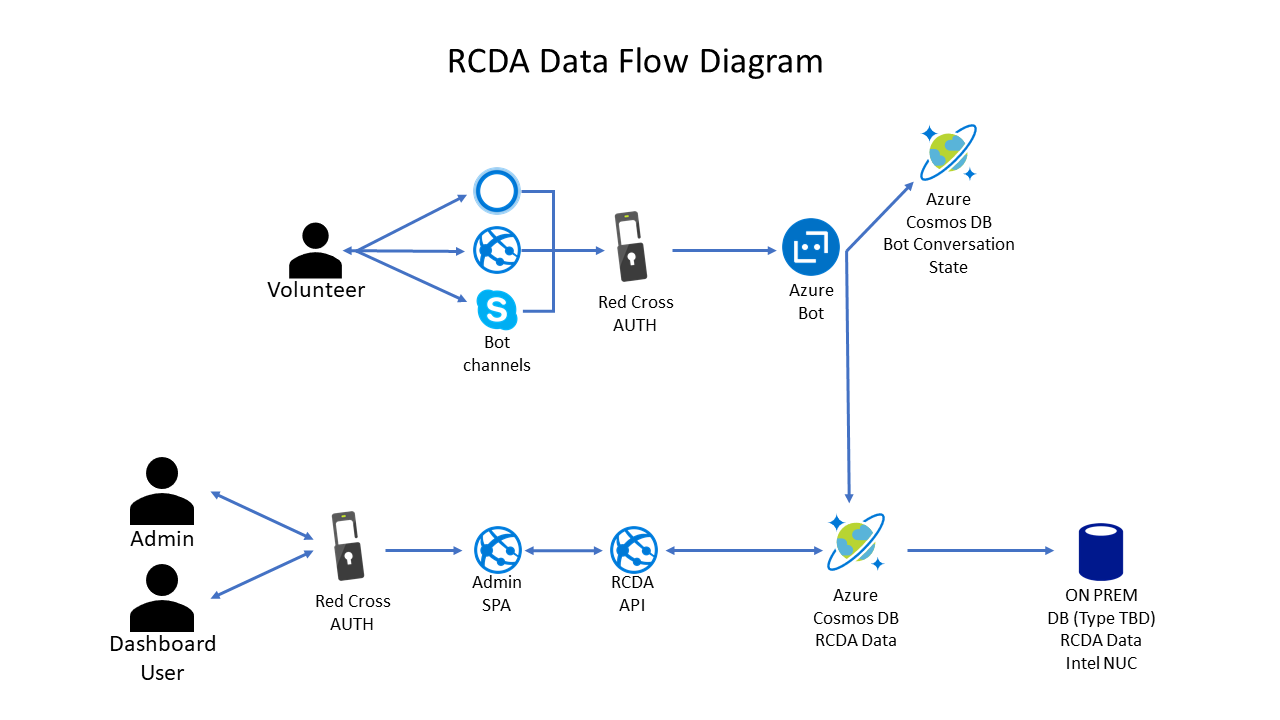 RCDA Data Flow Diagram
Azure
Cosmos DB
Bot Conversation
State
Volunteer
S
Bot
channels
Red Cross
AUTH
Azure
Bot
Admin
Dashboard
User
Red Cross
AUTH
Admin
SPA
RCDA
API
Azure
Cosmos DB
RCDA Data
ON PREM
DB (Type TBD)
RCDA Data
Intel NUC